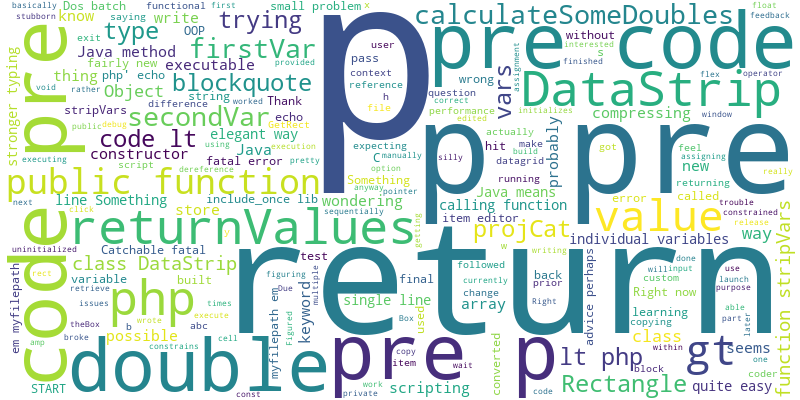 basically
Dos batch
functional
x
stubborn
know
saying
write
small problem
first
type
Java method
OOP
exit
trying
firstVar
fairly new
php' echo
executable
thing
Object
blockquote
string
stripVars
difference
worked
Thank
stronger typing
pre
void
rather
secondVar
echo
public
debug
GetRect
elegant way
initializes
code lt
Java
using
execution
constructor
fatal error
pretty
executing
script
dereference
public function
include_once lib
wondering
next
line Something
store
option
sequentially
click
y
pointer
code
returnValues
uninitialized
Catchable fatal
test
class DataStrip
variable
built
figuring
prior
retrieve
issues
times
abc
broke
theBox
b
Due
keyword
multiple
em myfilepath
php
wrote
execute
possible
Figured
constrains
cell
rect
amp
START
double
const
myfilepath em
p
user
pass
context
reference
h
file
expecting
C
manually
Something
anyway
calculateSomeDoubles
float
feedback
pre code
interested
without
s
finished
provided
wrong
question
assignment
flex
operator
correct
performance
edited
vars
DataStrip
window
compressing
actually
make
build
datagrid
silly
hit
probably
got
feel
assigning
new
really
running
Java means
returning
p pre
calling function
error
called
trouble
constrained
release
item editor
projCat
w
writing
value
way
stripVars
individual variables
return
final
followed
back
currently
change
custom
done
will
input
use
launch
purpose
Right now
learning
able
single line
array
copying
part
later
advice perhaps
Box
Right
used
class
within
seems
one
copy
item
wait
scripting
converted
pre p
lt php
block
gt
coder
private
work
code
Rectangle
quite easy
function stripVars
getting